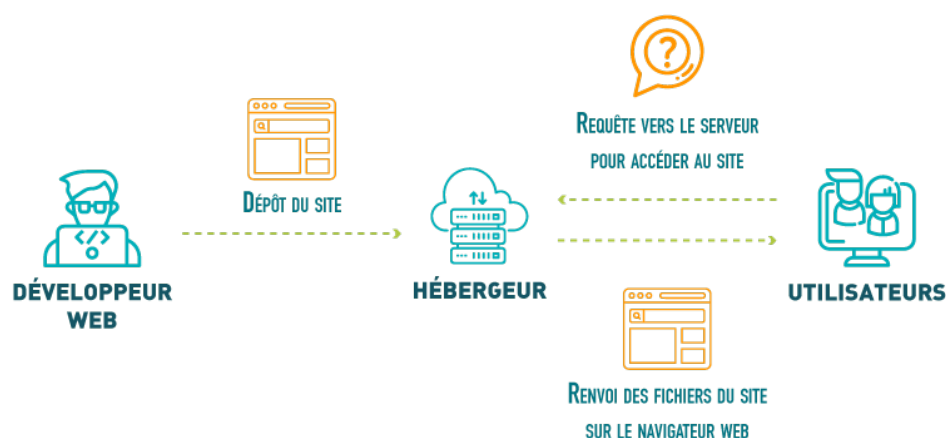 Requête vers le serveur
pour accéder au site
Dépôt du site
</>
DÉVELOPPEUR
WEB
HÉBERGEUR
UTILISATEURS
Renvoi des fichiers du site
sur le navigateur web